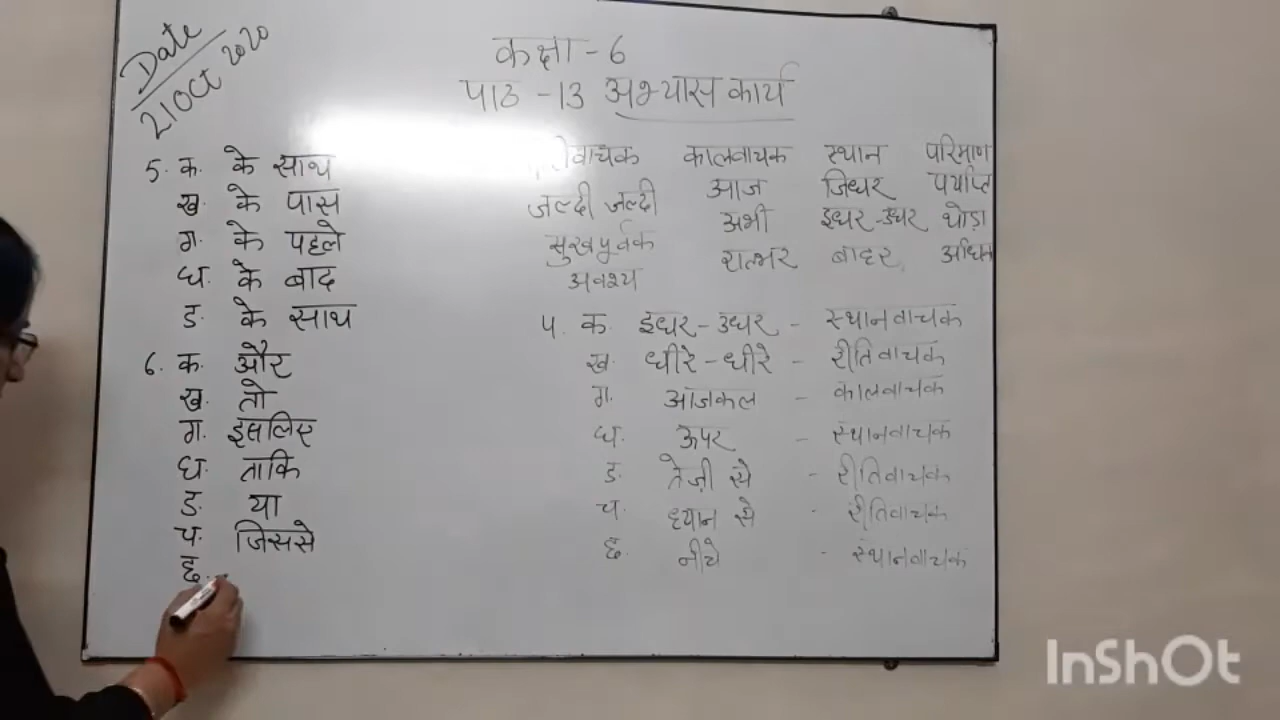 Date
21 Oct 2020
कक्षा - 6
पाठ - 13 अभ्यास कार्य
5. क. के साथ
ख. के पास
ग. के पहले
घ. के बाद
ड. के साथ
6. क. और
ख. तो
ग. इसलिए
घ. ताकि
ड. या
च. जिससे
छ.
कालवाचक स्थान परिमाण
जल्दी जल्दी आज जिधर पर्याप्त
सुखपूर्वक अभी इधर-उधर थोड़ा
अवश्य रातभर बाहर
4. क. इधर-उधर - स्थानवाचक
ख. धीरे-धीरे - रीतिवाचक
ग. आजकल - कालवाचक
घ. ऊपर - स्थानवाचक
ड. तेज़ी से - रीतिवाचक
च. ध्यान से - रीतिवाचक
छ. नीचे - स्थानवाचक
InShOt